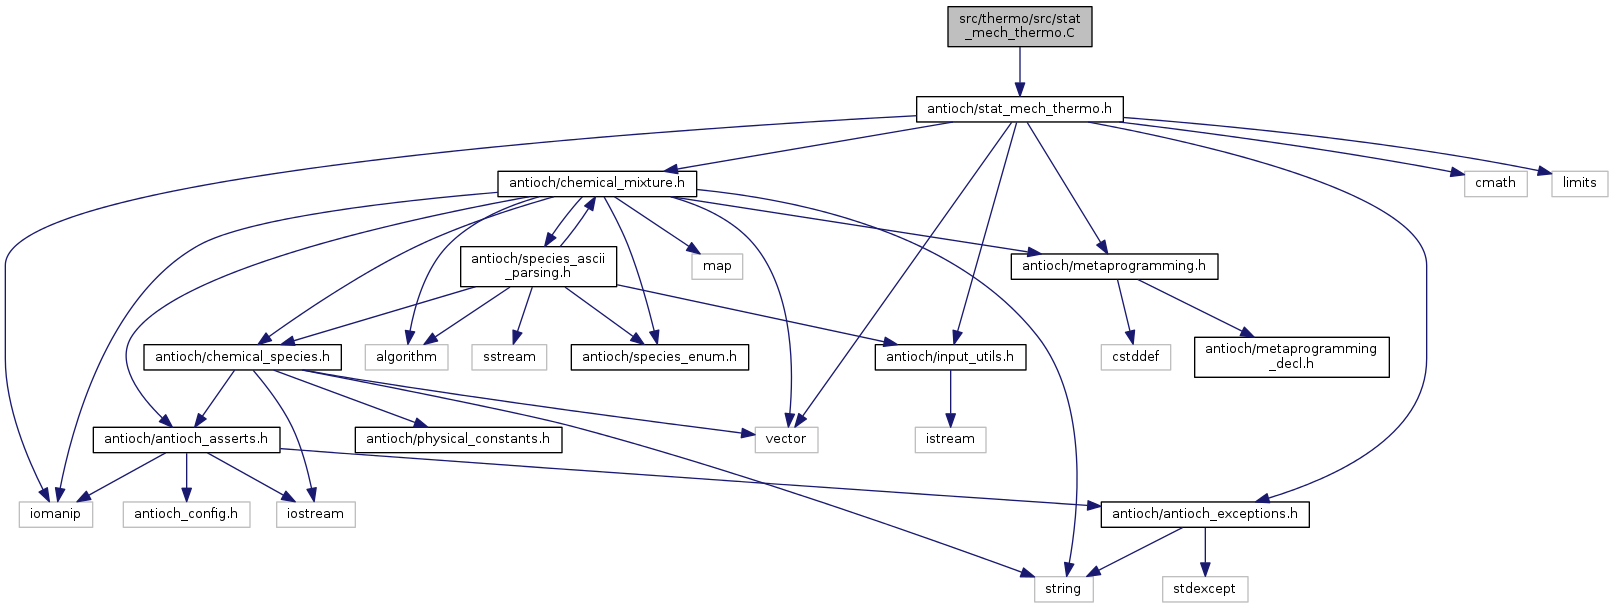 src/thermo/src/stat
_mech_thermo.C
antioch/stat_mech_thermo.h
antioch/chemical_mixture.h
cmath
limits
antioch/species_ascii
_parsing.h
map
antioch/metaprogramming.h
antioch/chemical_species.h
algorithm
sstream
antioch/species_enum.h
antioch/input_utils.h
cstddef
antioch/metaprogramming
_decl.h
antioch/antioch_asserts.h
antioch/physical_constants.h
vector
istream
iomanip
antioch_config.h
iostream
antioch/antioch_exceptions.h
string
stdexcept